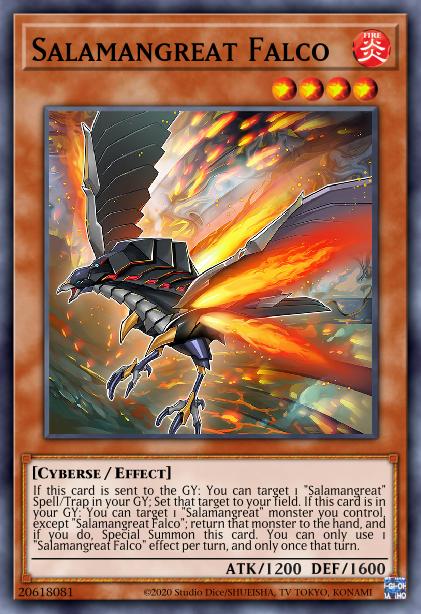 Salamangreat Falco
FIRE
炎
[Cyberse / Effect]
If this card is sent to the GY: You can target 1 "Salamangreat"
Spell/Trap in your GY; Set that target to your field. If this card is in
your GY: You can target 1 "Salamangreat" monster you control,
except "Salamangreat Falco"; return that monster to the hand, and
if you do, Special Summon this card. You can only use 1
"Salamangreat Falco" effect per turn, and only once that turn.
ATK/1200 DEF/1600
20618081
©2020 Studio Dice/SHUEISHA, TV TOKYO, KONAMI